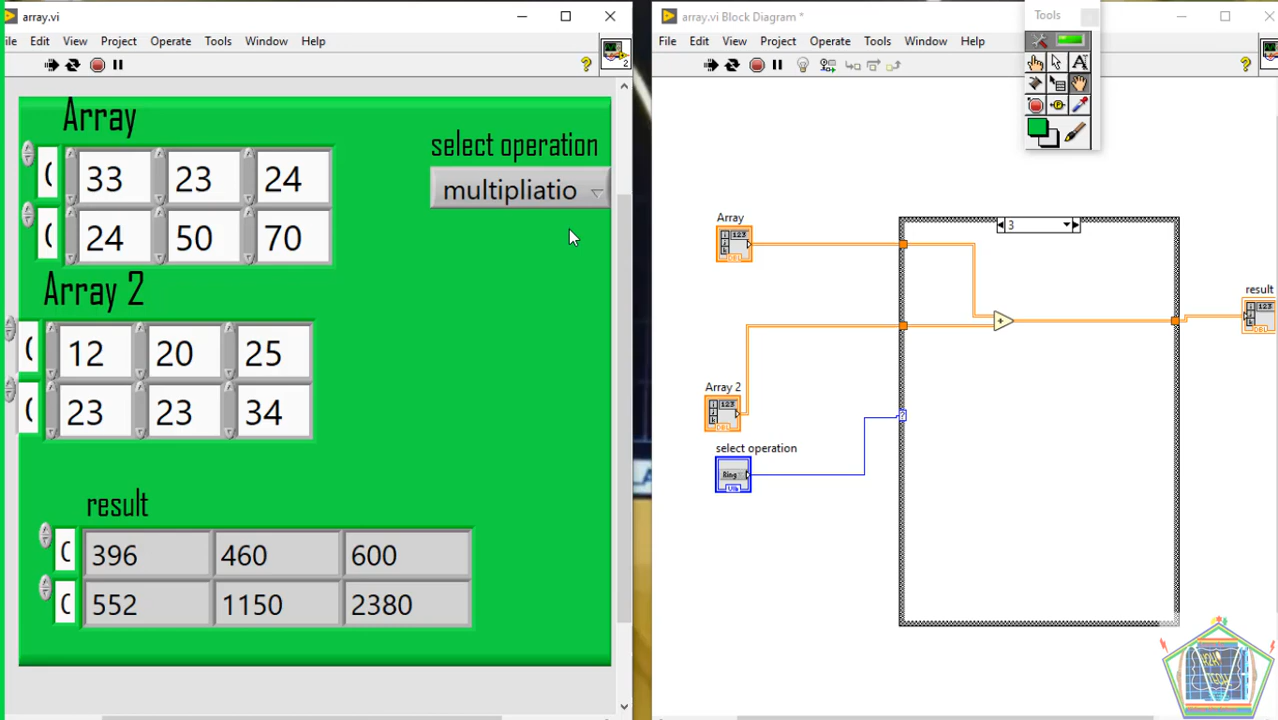 array.vi
array.vi Block Diagram *
Tools
ile Edit View Project Operate Tools Window Help
File Edit View Project Operate Tools Window Help
2
Array
33 23 24
24 50 70
select operation
multipliatio
Array 2
12 20 25
23 23 34
result
396 460 600
552 1150 2380
Array
3
result
Array 2
select operation
Ring